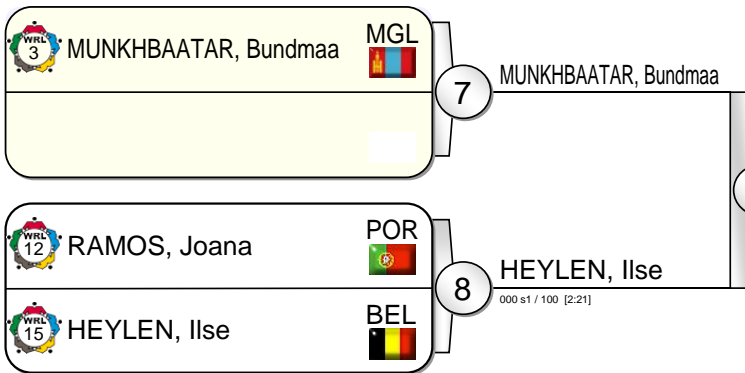 WRL
3
MUNKHBAATAR, Bundmaa
MGL
7
MUNKHBAATAR, Bundmaa
WRL
12
RAMOS, Joana
POR
WRL
15
HEYLEN, Ilse
BEL
8
HEYLEN, Ilse
000 s1 / 100 [2:21]